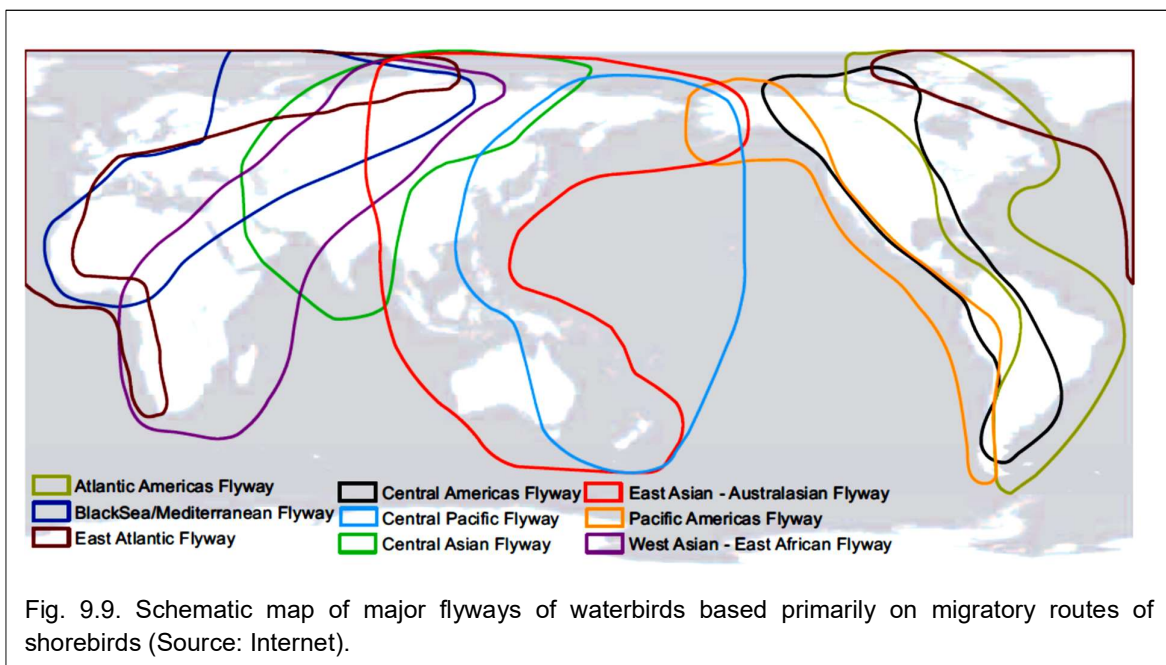 Atlantic Americas Flyway
BlackSea/Mediterranean Flyway
East Atlantic Flyway
Central Americas Flyway
Central Pacific Flyway
Central Asian Flyway
East Asian - Australasian Flyway
Pacific Americas Flyway
West Asian - East African Flyway
Fig. 9.9. Schematic map of major flyways of waterbirds based primarily on migratory routes of
shorebirds (Source: Internet).